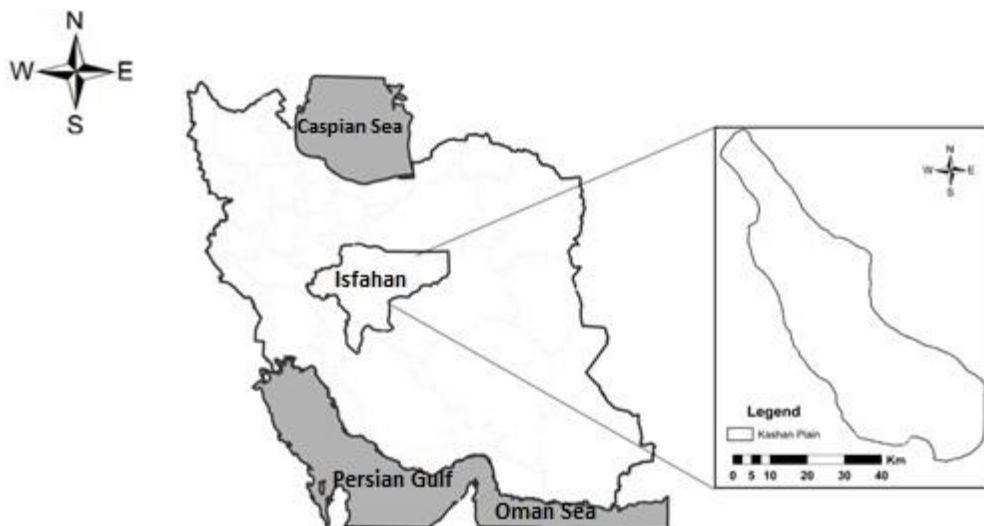 N
W E
S
Caspian Sea
N
W E
S
Isfahan
Legend
Kashan Plain
Km
0 5 10 20 30 40
Persian Gulf
Oman Sea